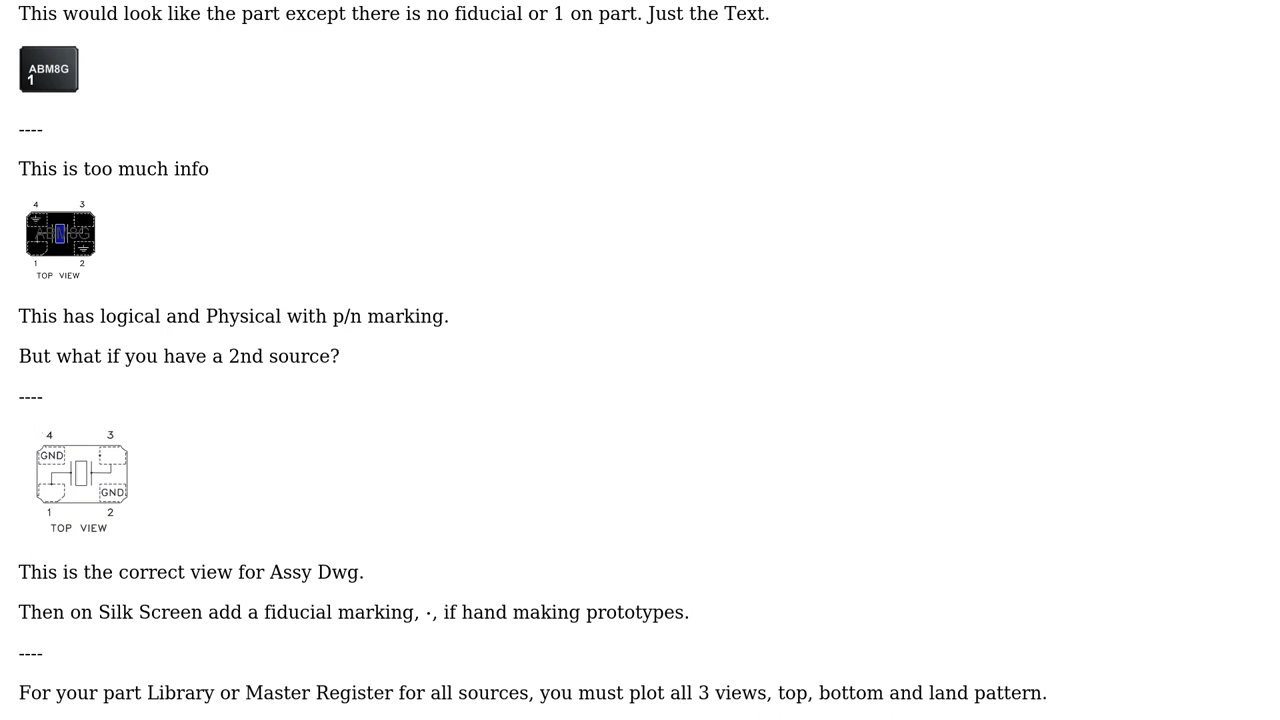 This would look like the part except there is no fiducial or 1 on part. Just the Text.
ABM8G
1
----
This is too much info
4 3
ABM8G
1 2
TOP VIEW
This has logical and Physical with p/n marking.
But what if you have a 2nd source?
----
4 3
GND
GND
1 2
TOP VIEW
This is the correct view for Assy Dwg.
Then on Silk Screen add a fiducial marking, ·, if hand making prototypes.
----
For your part Library or Master Register for all sources, you must plot all 3 views, top, bottom and land pattern.